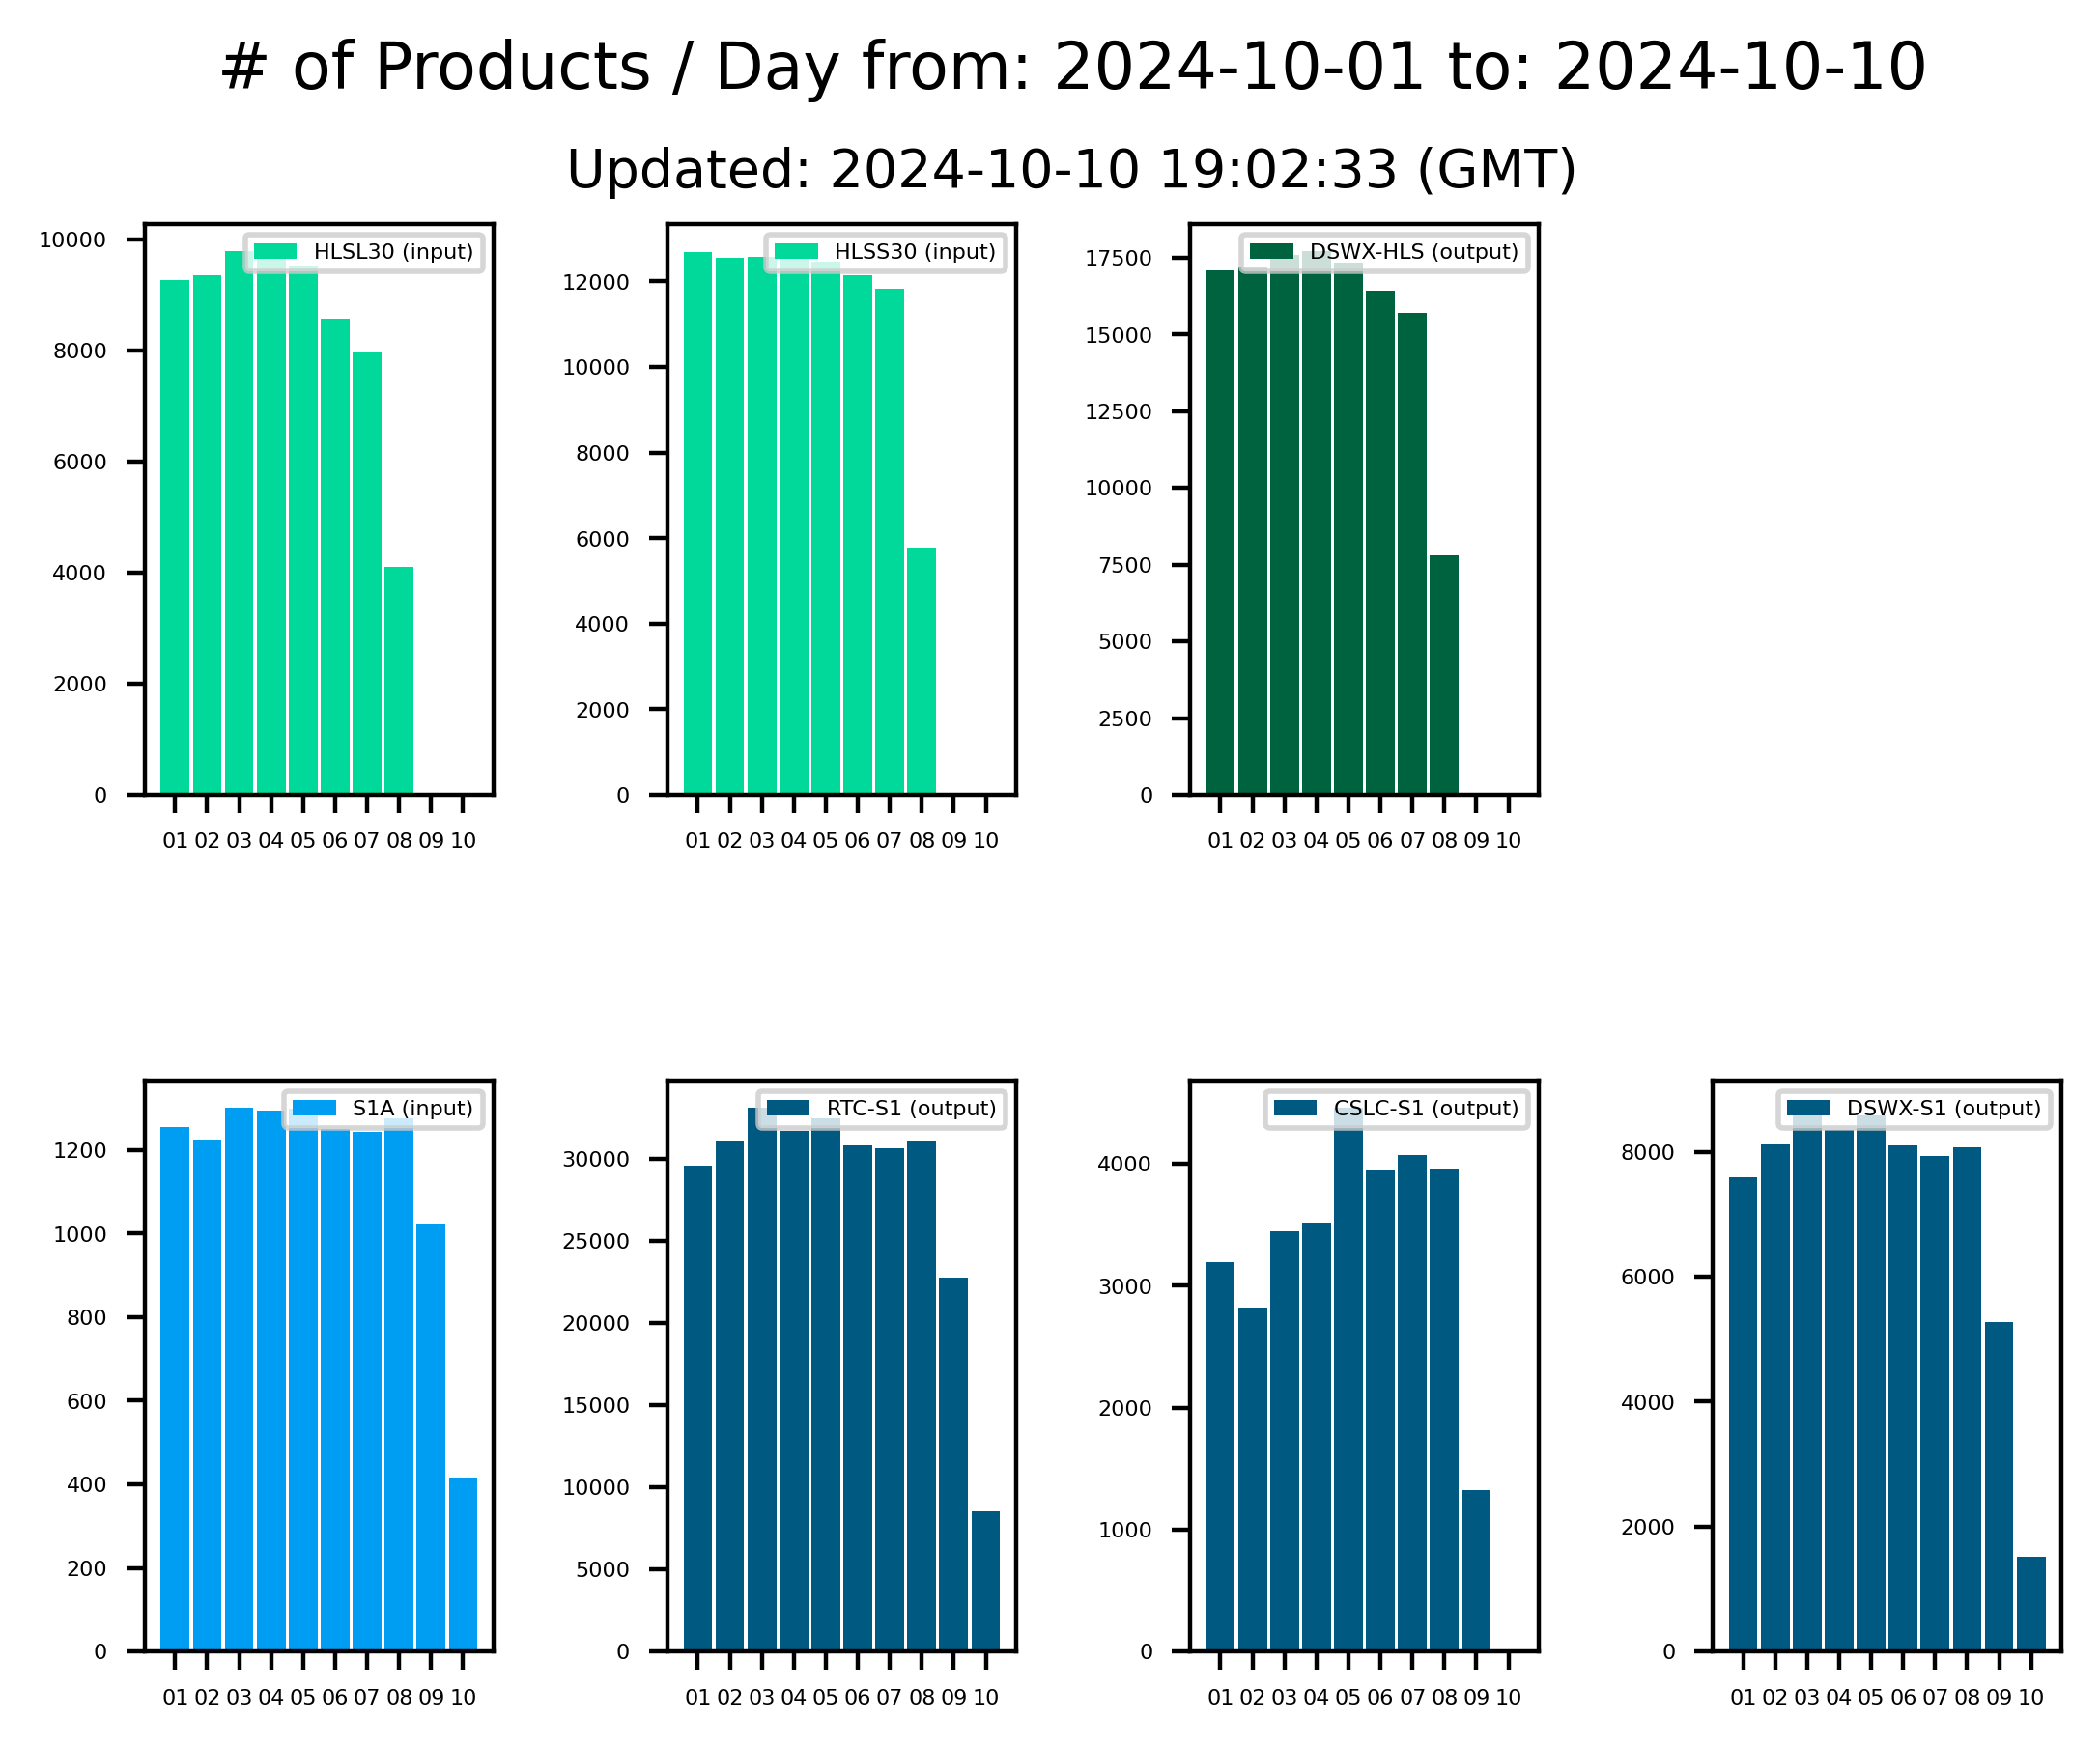 # of Products / Day from: 2024-10-01 to: 2024-10-10
Updated: 2024-10-10 19:02:33 (GMT)
HLSL30 (input)
10000
8000
6000
4000
2000
0
01 02 03 04 05 06 07 08 09 10
HLSS30 (input)
12000
10000
8000
6000
4000
2000
0
01 02 03 04 05 06 07 08 09 10
DSWX-HLS (output)
17500
15000
12500
10000
7500
5000
2500
0
01 02 03 04 05 06 07 08 09 10
S1A (input)
1200
1000
800
600
400
200
0
01 02 03 04 05 06 07 08 09 10
RTC-S1 (output)
30000
25000
20000
15000
10000
5000
0
01 02 03 04 05 06 07 08 09 10
CSLC-S1 (output)
4000
3000
2000
1000
0
01 02 03 04 05 06 07 08 09 10
DSWX-S1 (output)
8000
6000
4000
2000
0
01 02 03 04 05 06 07 08 09 10